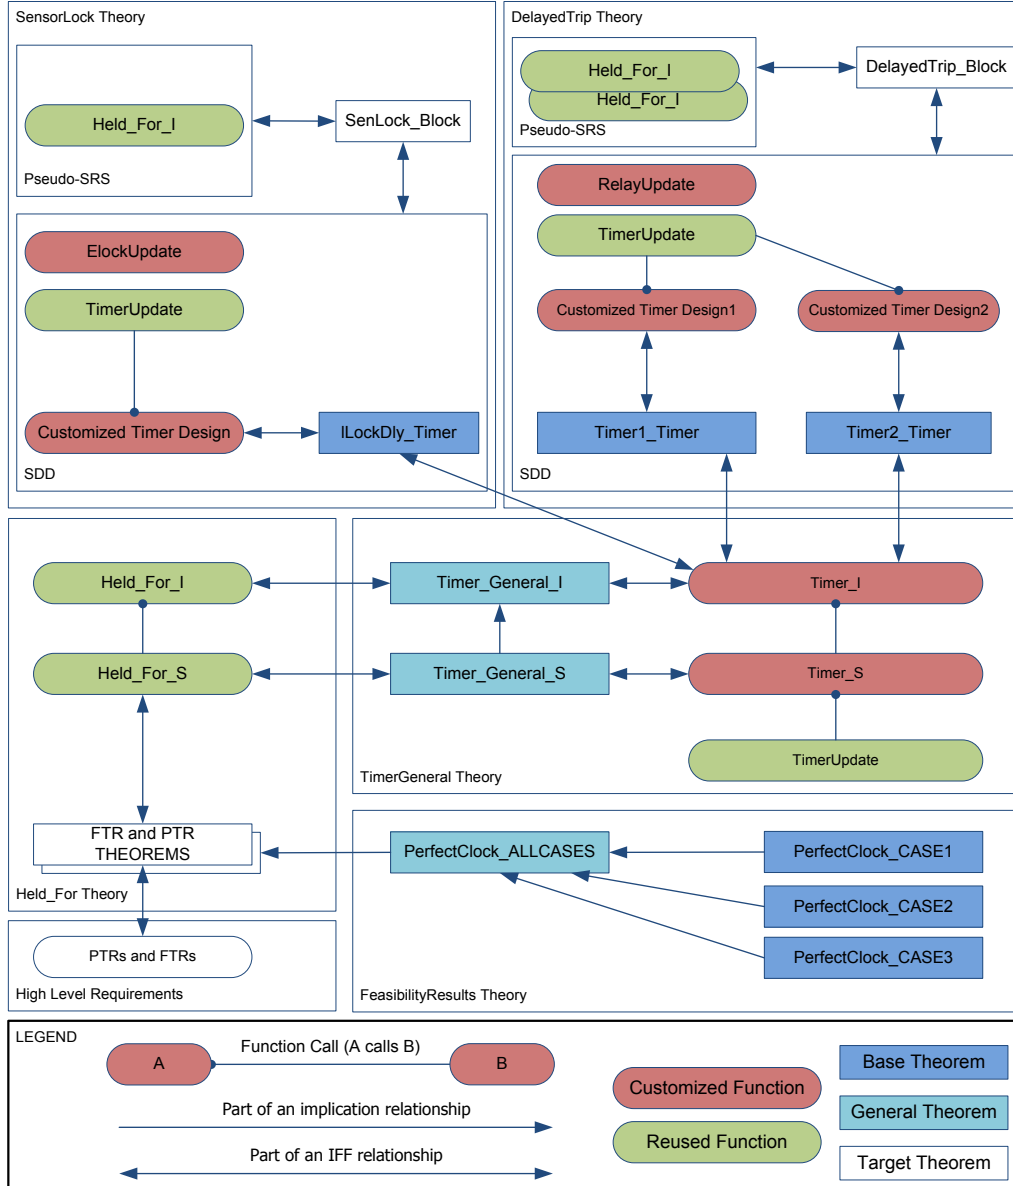 SensorLock Theory
Held_For_I
Pseudo-SRS
SenLock_Block
ElockUpdate
TimerUpdate
Customized Timer Design
ILockDly_Timer
SDD
DelayedTrip Theory
Held_For_I
Held_For_I
Pseudo-SRS
DelayedTrip_Block
RelayUpdate
TimerUpdate
Customized Timer Design1
Customized Timer Design2
Timer1_Timer
Timer2_Timer
SDD
Held_For_I
Held_For_S
FTR and PTR
THEOREMS
Held_For Theory
Timer_General_I
Timer_I
Timer_General_S
Timer_S
TimerUpdate
TimerGeneral Theory
PerfectClock_ALLCASES
PerfectClock_CASE1
PerfectClock_CASE2
PerfectClock_CASE3
FeasibilityResults Theory
PTRs and FTRs
High Level Requirements
LEGEND
A
Function Call (A calls B)
B
Part of an implication relationship
Part of an IFF relationship
Customized Function
Reused Function
Base Theorem
General Theorem
Target Theorem